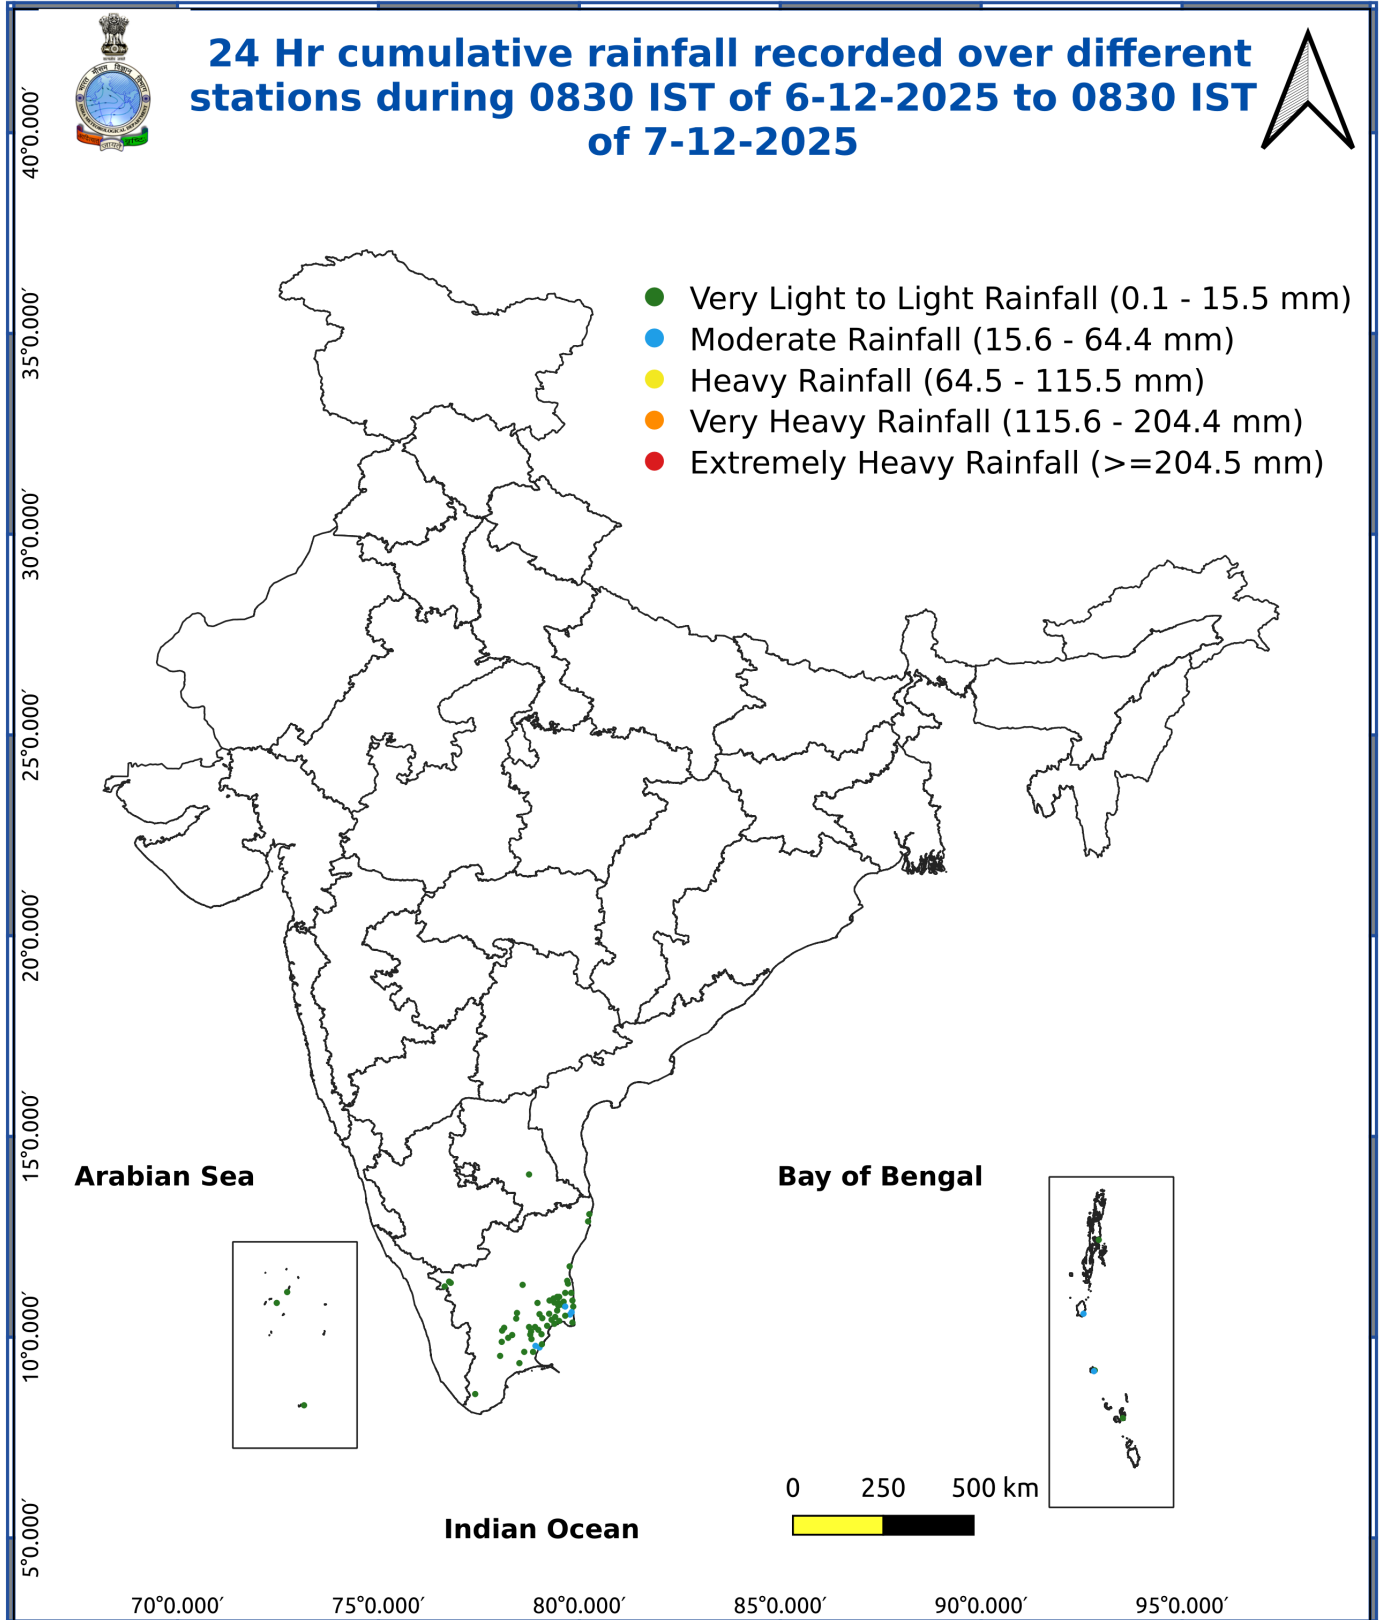 24 Hr cumulative rainfall recorded over different
stations during 0830 IST of 6-12-2025 to 0830 IST
of 7-12-2025
Very Light to Light Rainfall (0.1 - 15.5 mm)
Moderate Rainfall (15.6 - 64.4 mm)
Heavy Rainfall (64.5 - 115.5 mm)
Very Heavy Rainfall (115.6 - 204.4 mm)
Extremely Heavy Rainfall (>=204.5 mm)
40°0.000′
35°0.000′
30°0.000′
25°0.000′
20°0.000′
15°0.000′
10°0.000′
5°0.000′
Arabian Sea
Bay of Bengal
Indian Ocean
0 250 500 km
70°0.000′ 75°0.000′ 80°0.000′ 85°0.000′ 90°0.000′ 95°0.000′